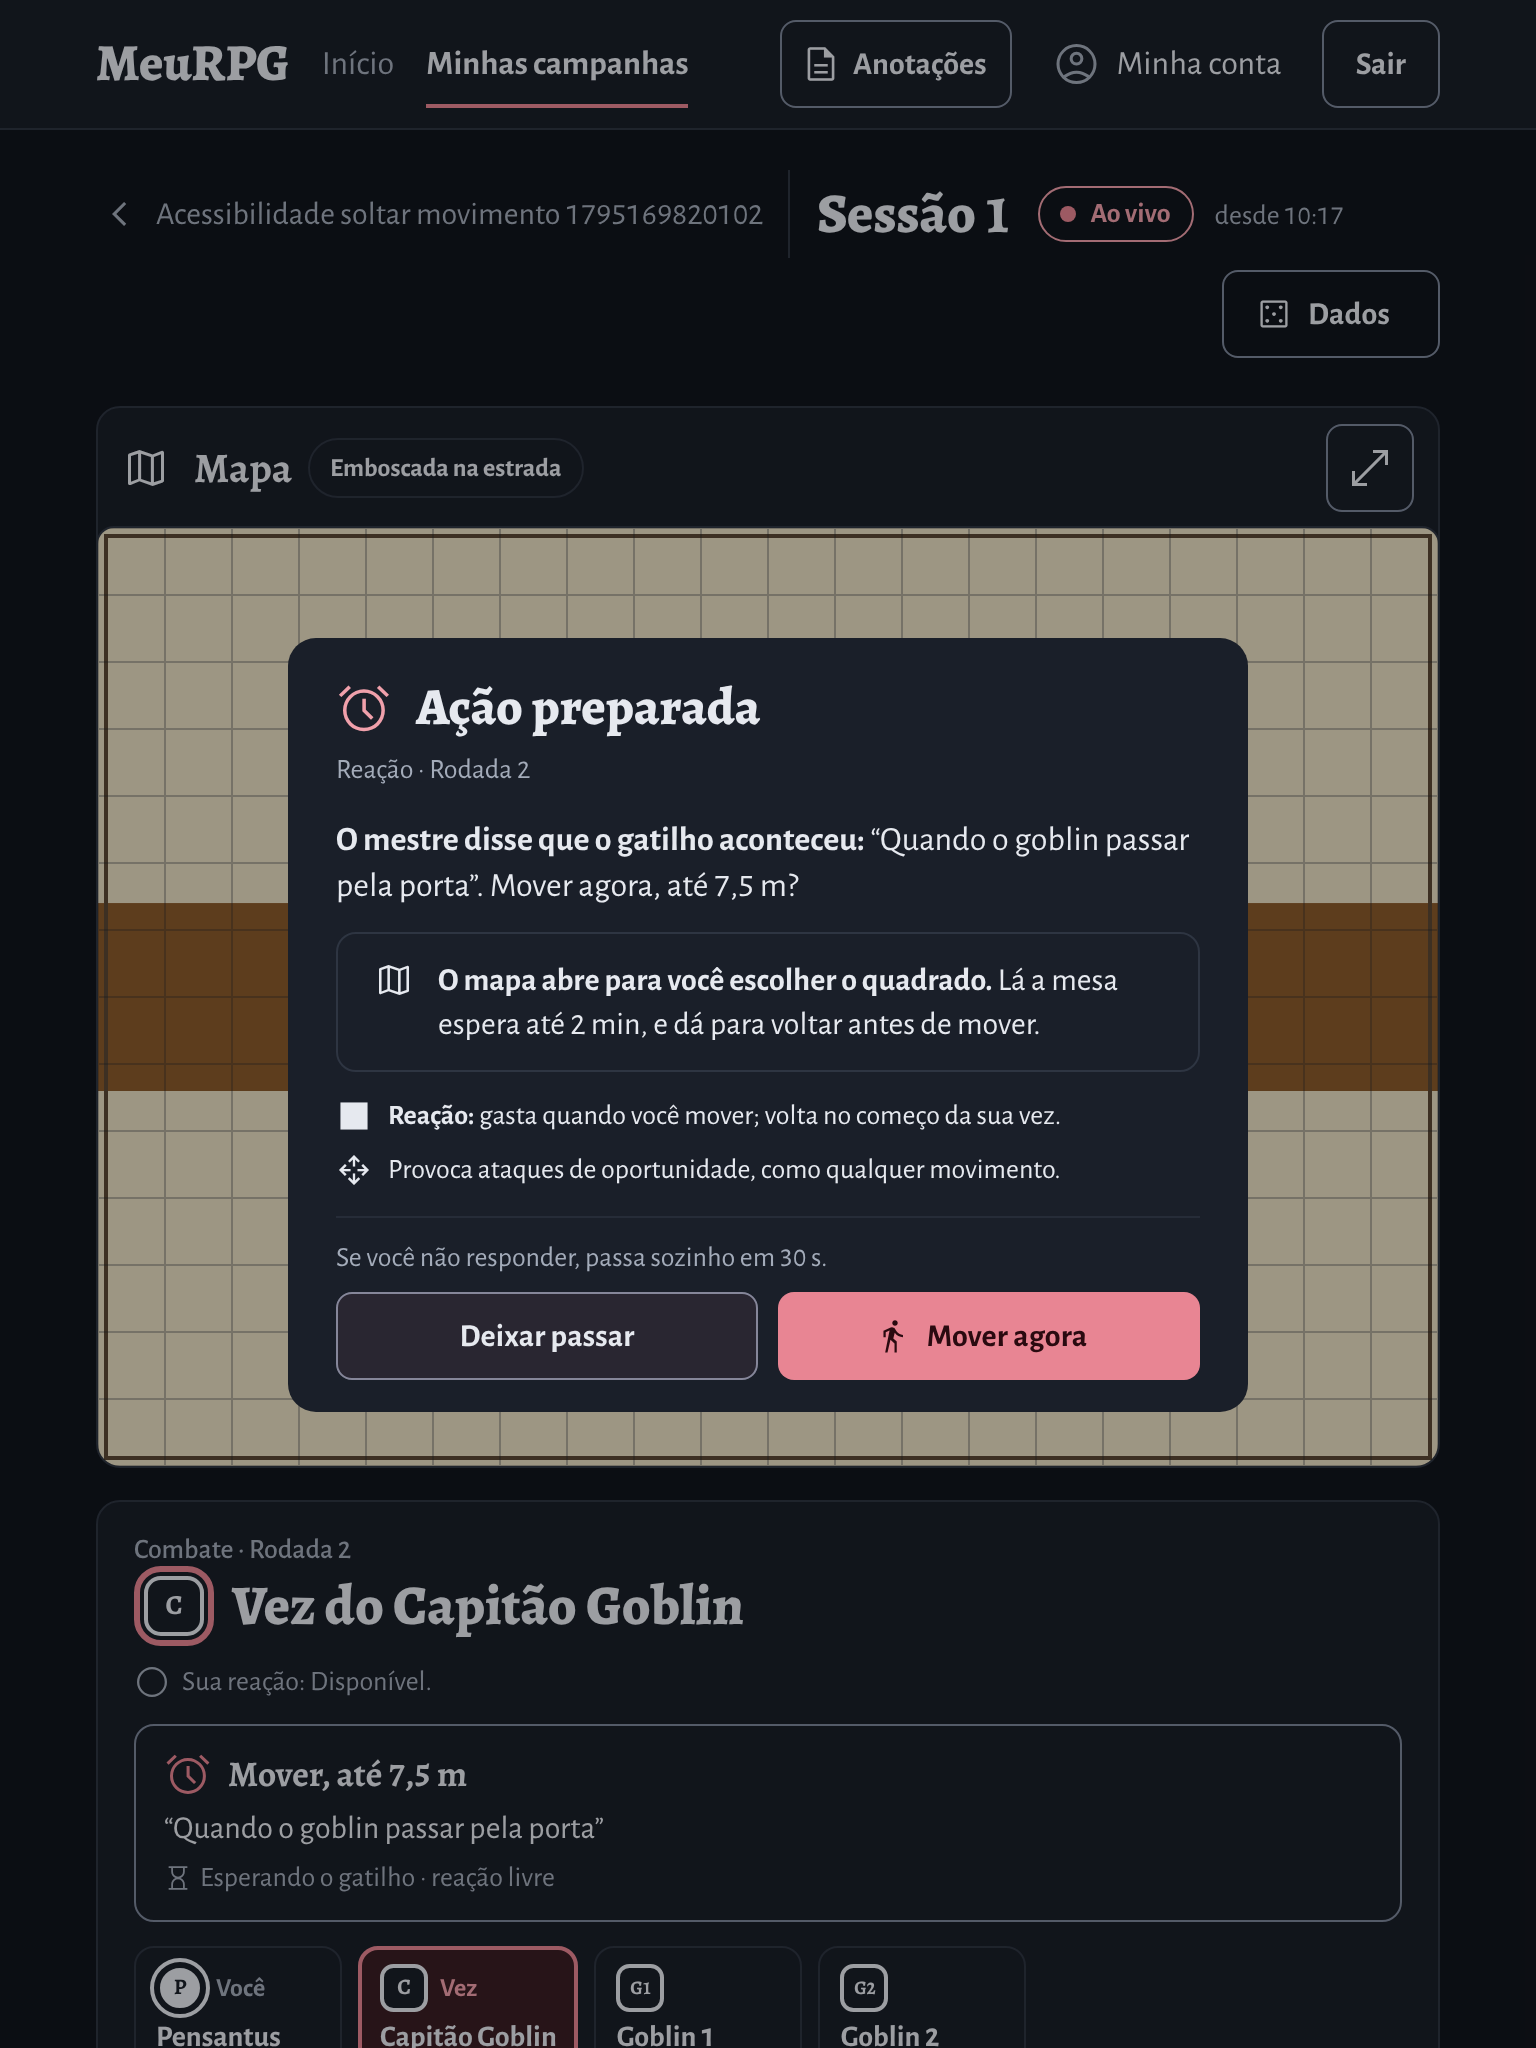 MeuRPG
Início
Minhas campanhas
Anotações
Minha conta
Sair
Acessibilidade soltar movimento 1795169820102
Sessão 1
Ao vivo
desde 10:17
Dados
Mapa
Emboscada na estrada
Ação preparada
Reação · Rodada 2
O mestre disse que o gatilho aconteceu: “Quando o goblin passar
pela porta”. Mover agora, até 7,5 m?
O mapa abre para você escolher o quadrado. Lá a mesa
espera até 2 min, e dá para voltar antes de mover.
Reação: gasta quando você mover; volta no começo da sua vez.
Provoca ataques de oportunidade, como qualquer movimento.
Se você não responder, passa sozinho em 30 s.
Deixar passar
Mover agora
Combate · Rodada 2
C
Vez do Capitão Goblin
Sua reação: Disponível.
Mover, até 7,5 m
“Quando o goblin passar pela porta”
Esperando o gatilho · reação livre
P
Você
Pensantus
C
Vez
Capitão Goblin
G1
Goblin 1
G2
Goblin 2